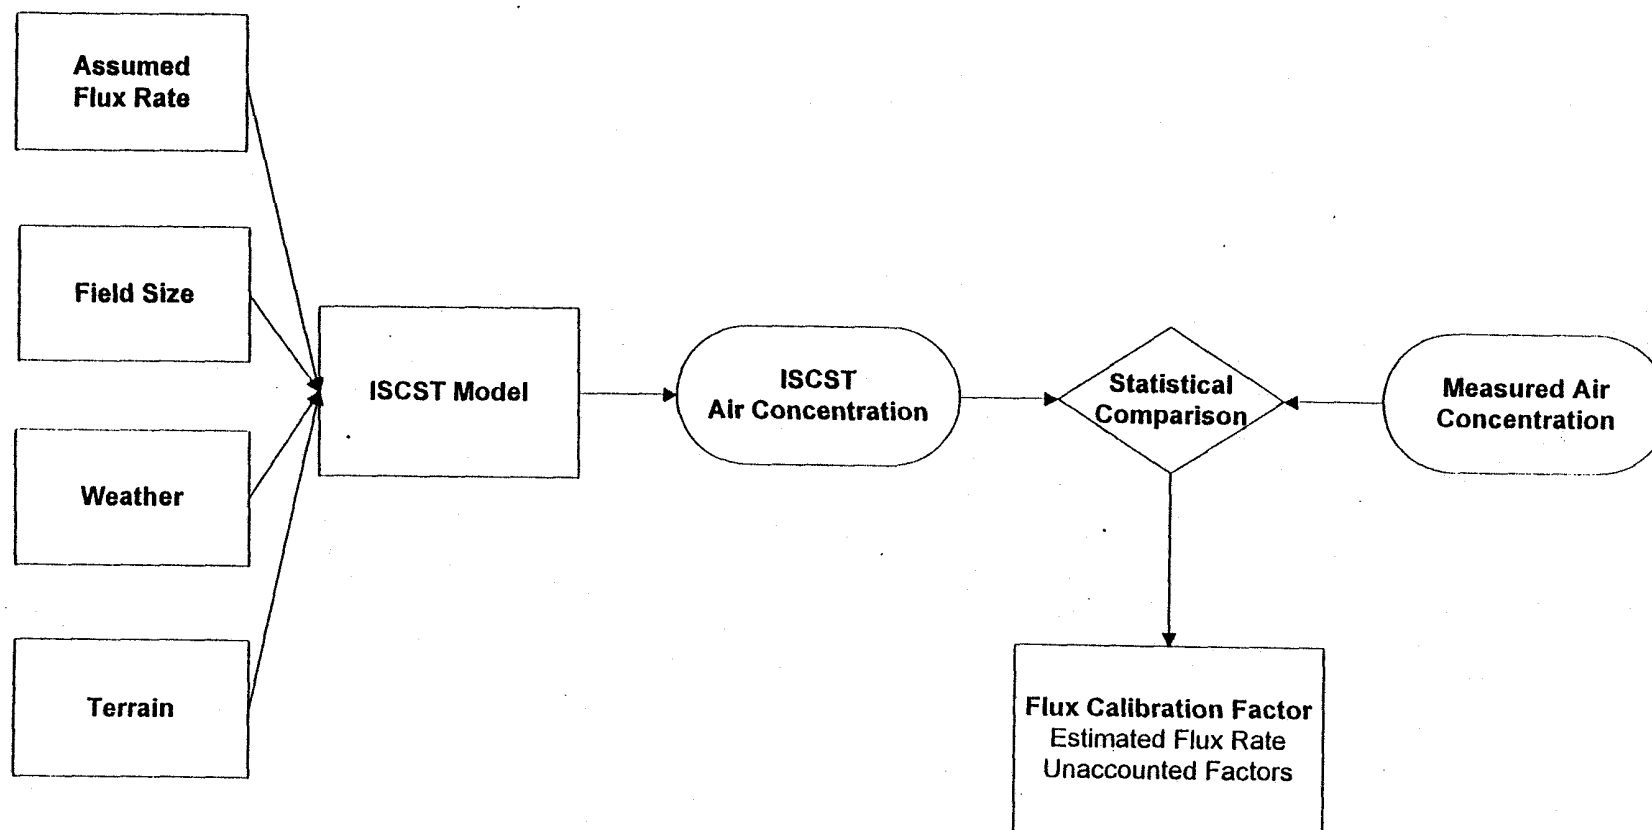 Assumed
Flux Rate
Field Size
Weather
Terrain
ISCST Model
ISCST
Air Concentration
Statistical
Comparison
Measured Air
Concentration
Flux Calibration Factor
Estimated Flux Rate
Unaccounted Factors